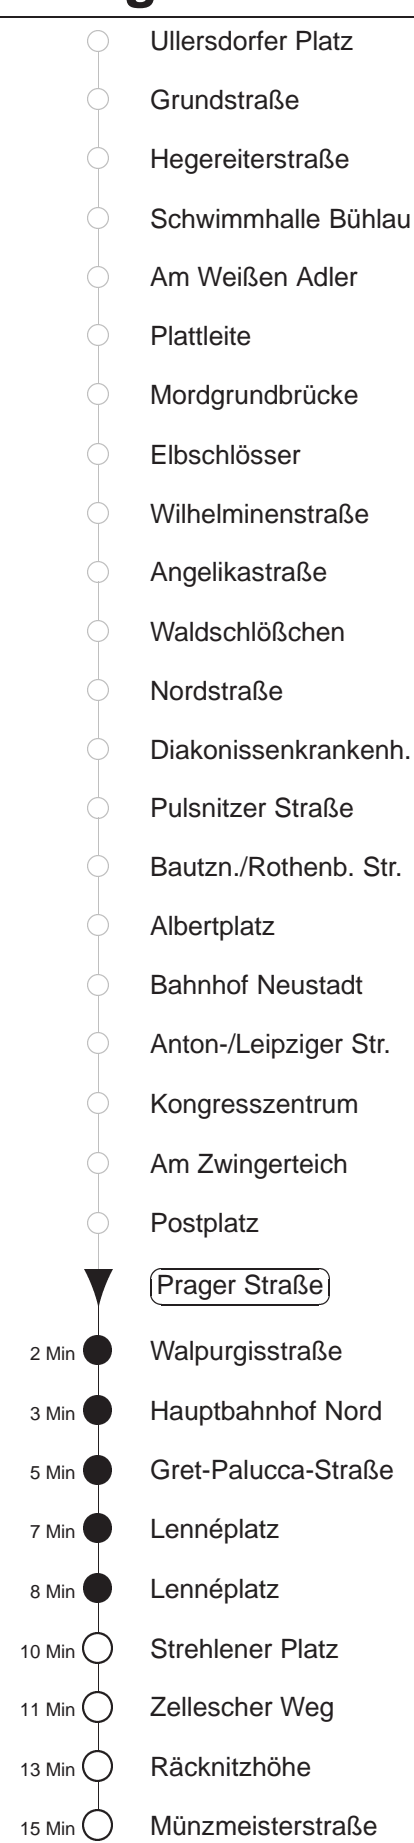 Ullersdorfer Platz
Grundstraße
Hegereiterstraße
Schwimmhalle Bühlau
Am Weißen Adler
Plattleite
Mordgrundbrücke
Elbschlösser
Wilhelminenstraße
Angelikastraße
Waldschlößchen
Nordstraße
Diakonissenkrankenh.
Pulsnitzer Straße
Bautzn./Rothenb. Str.
Albertplatz
Bahnhof Neustadt
Anton-/Leipziger Str.
Kongresszentrum
Am Zwingerteich
Postplatz
Prager Straße
2 Min Walpurgisstraße
3 Min Hauptbahnhof Nord
5 Min Gret-Palucca-Straße
7 Min Lennéplatz
8 Min Lennéplatz
10 Min Strehlener Platz
11 Min Zellescher Weg
13 Min Räcknitzhöhe
15 Min Münzmeisterstraße